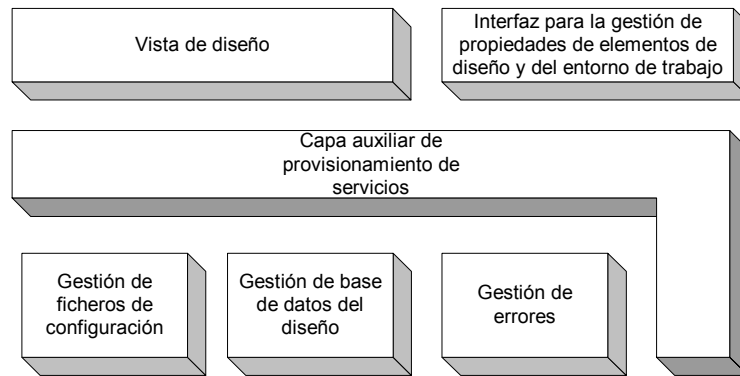 Vista de diseño
Interfaz para la gestión de
propiedades de elementos de
diseño y del entorno de trabajo
Capa auxiliar de
provisionamiento de
servicios
Gestión de
ficheros de
configuración
Gestión de base
de datos del
diseño
Gestión de
errores